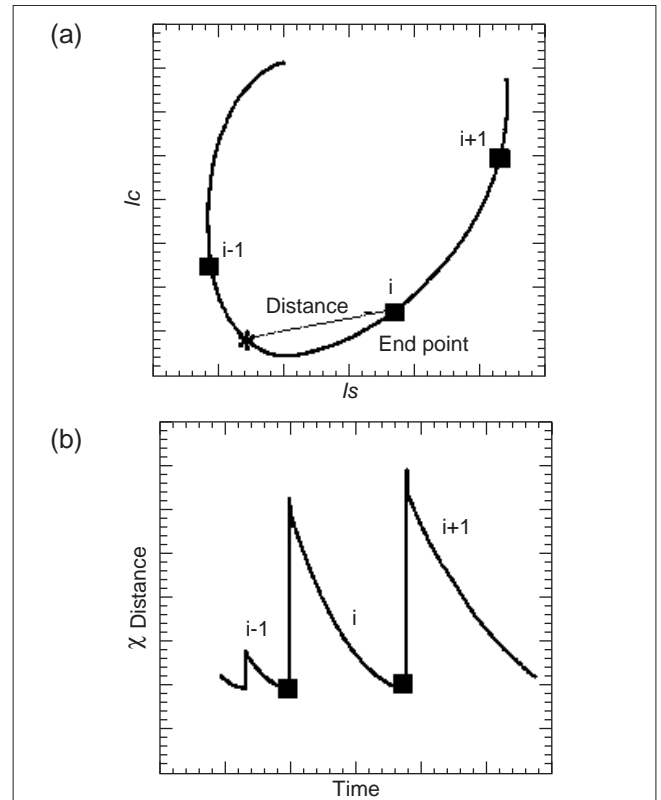 (a)
i+1
Ic
i-1
i
Distance
End point
Is
(b)
i+1
χ Distance
i
i-1
Time